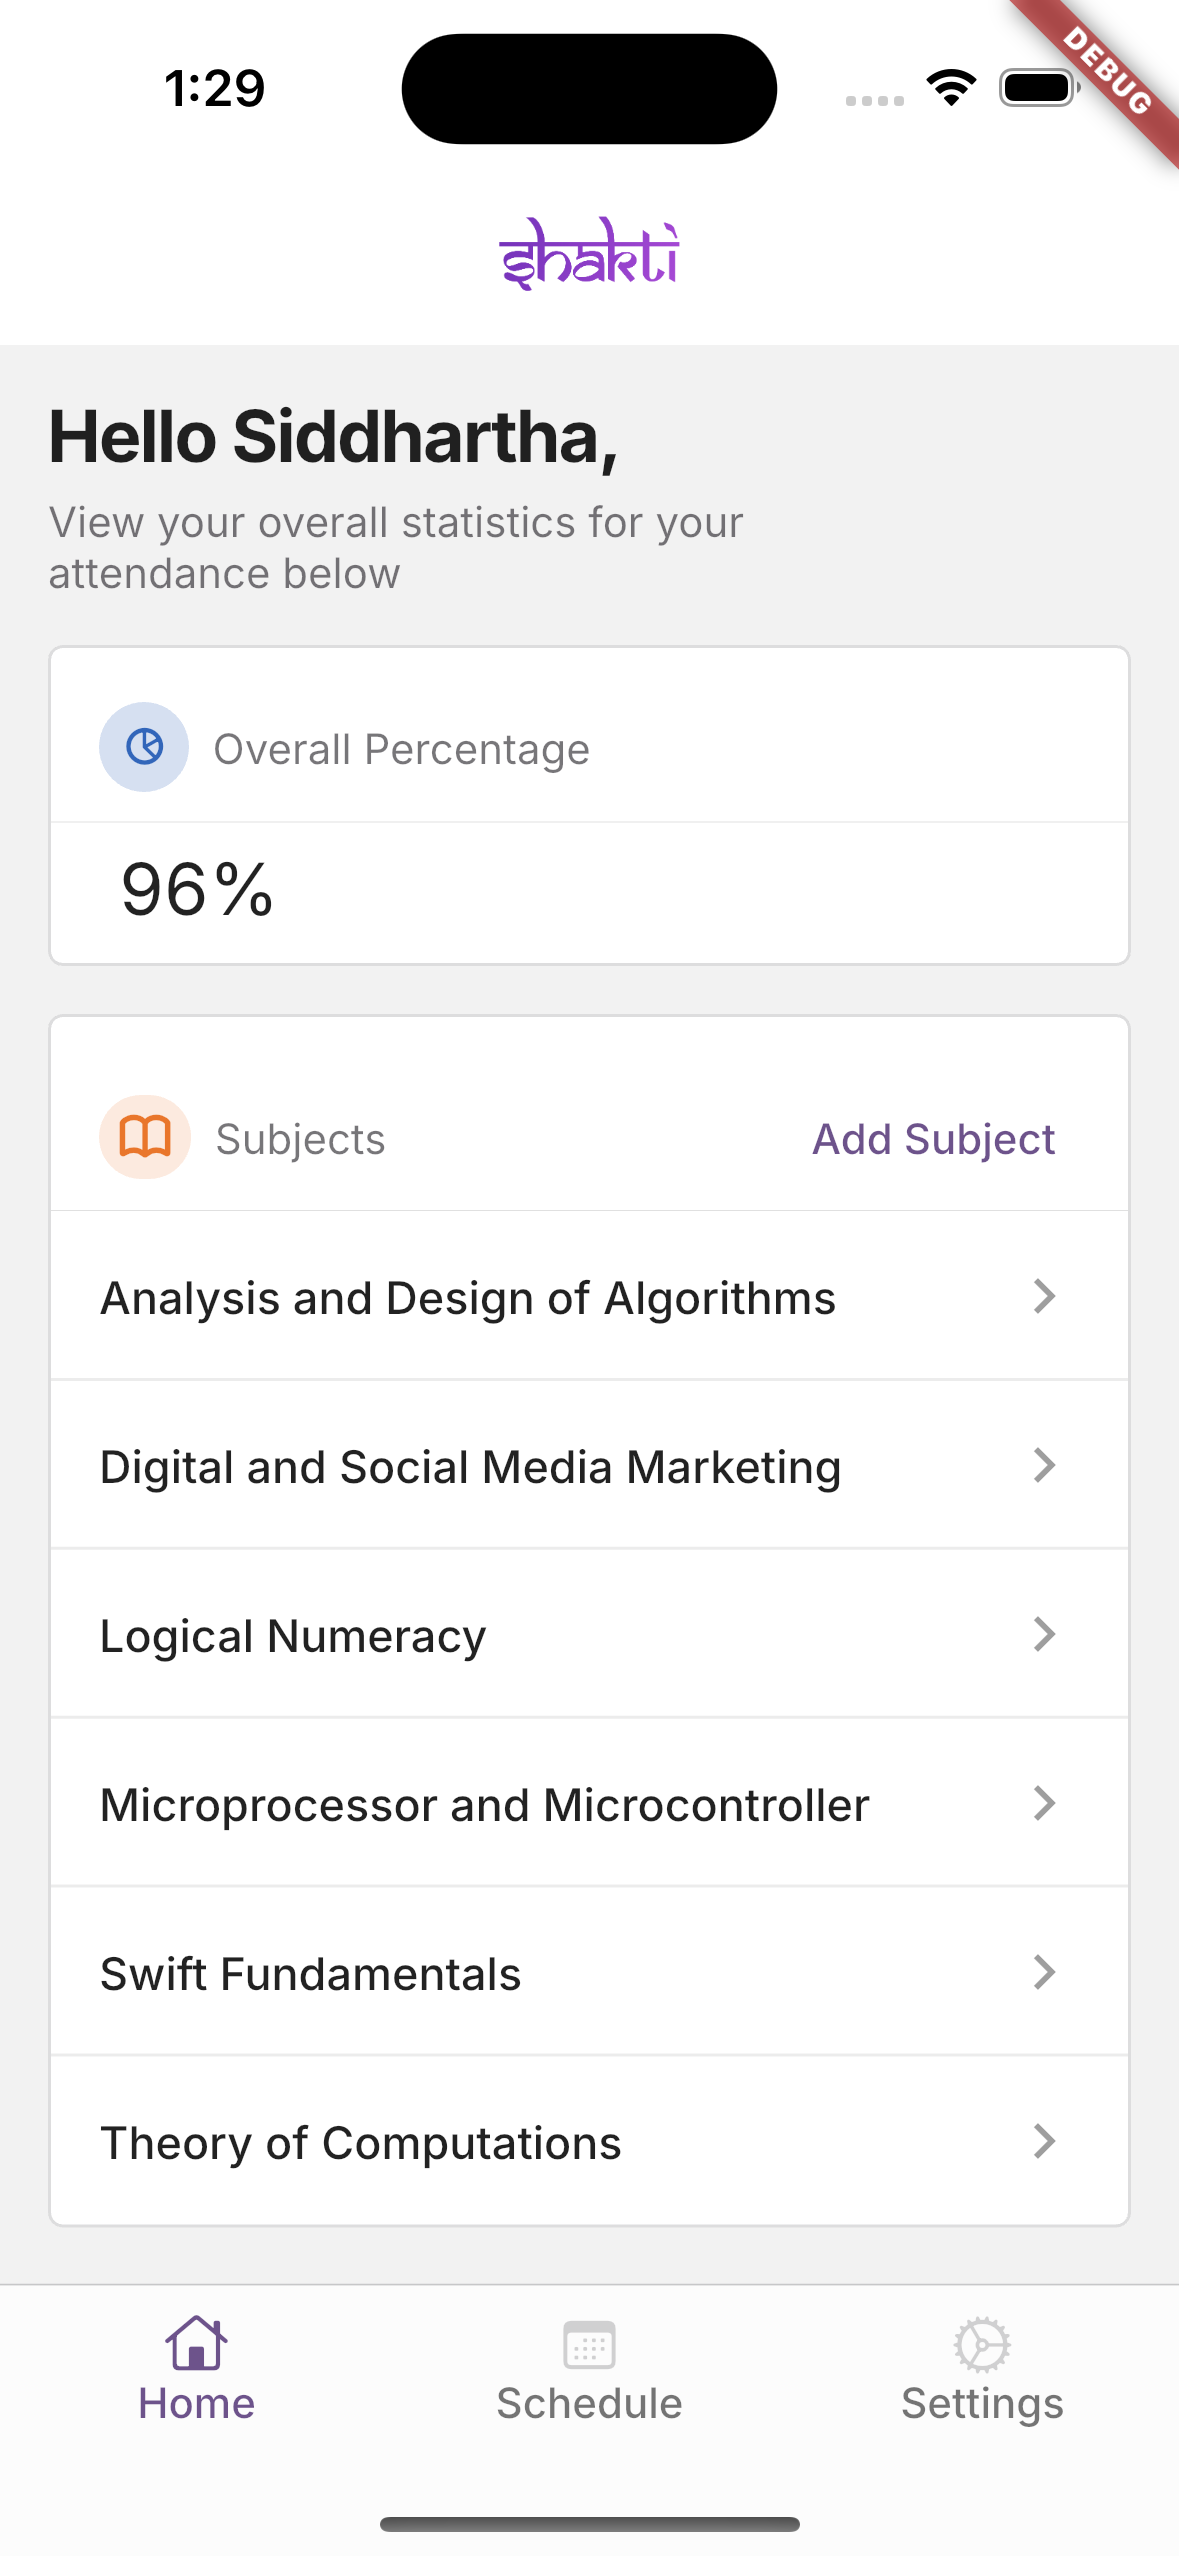 1:29
DEBUG
shakti
Hello Siddhartha,
View your overall statistics for your
attendance below
Overall Percentage
96%
Subjects
Add Subject
Analysis and Design of Algorithms
Digital and Social Media Marketing
Logical Numeracy
Microprocessor and Microcontroller
Swift Fundamentals
Theory of Computations
Home
Schedule
Settings